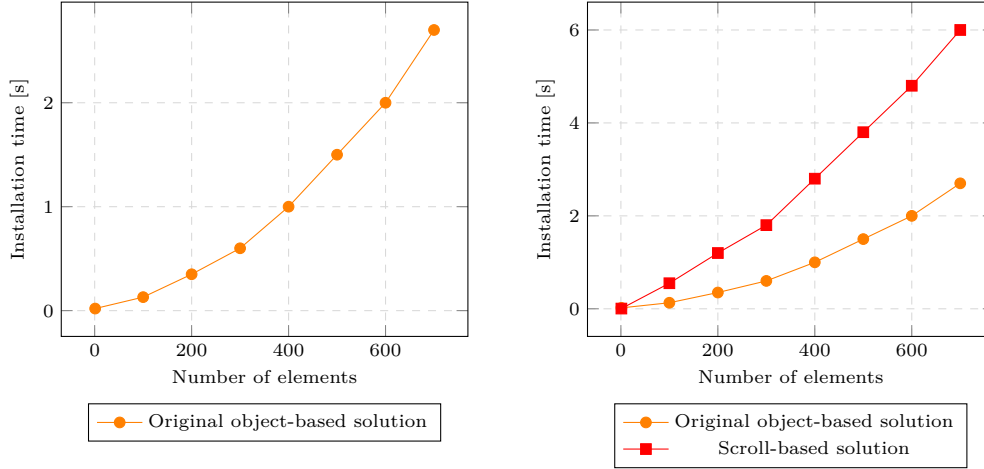 Installation time [s]
2
1
0
0 200 400 600
Number of elements
Original object-based solution
Installation time [s]
6
4
2
0
0 200 400 600
Number of elements
Original object-based solution
Scroll-based solution